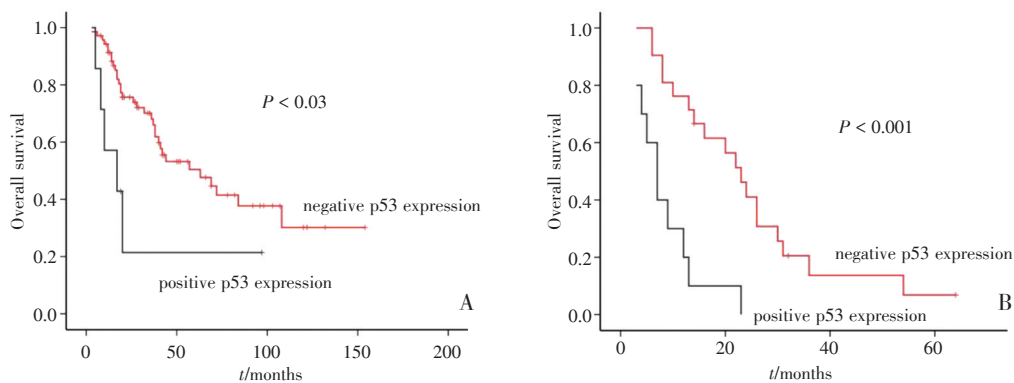 1.0
0.8
0.6
0.4
0.2
0.0
Overall survival
P < 0.03
negative p53 expression
positive p53 expression
A
0 50 100 150 200
t/months
1.0
0.8
0.6
0.4
0.2
0.0
Overall survival
P < 0.001
negative p53 expression
positive p53 expression
B
0 20 40 60
t/months